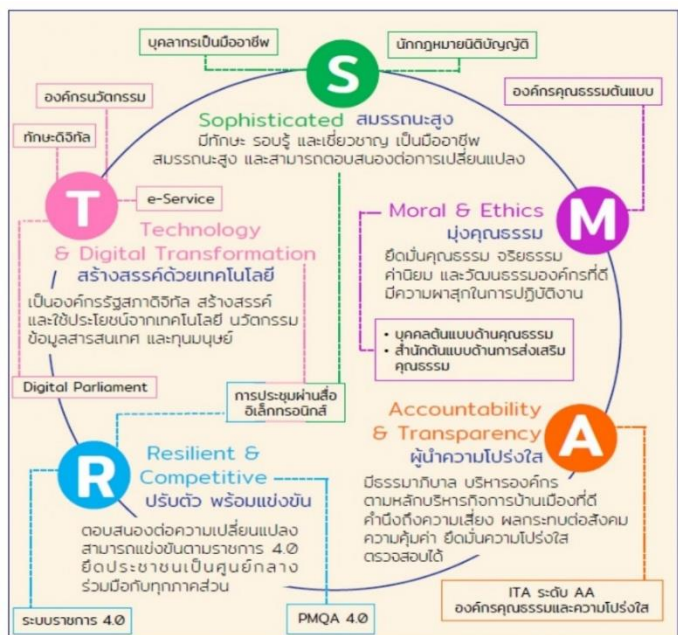 บุคลากรเป็นมืออาชีพ
นักกฎหมายนิติบัญญัติ
S
Sophisticated สมรรถนะสูง
มีทักษะ รอบรู้ และเชี่ยวชาญ เป็นมืออาชีพ
สมรรถนะสูง และสามารถตอบสนองต่อการเปลี่ยนแปลง
องค์กรคุณธรรมต้นแบบ
M
Moral & Ethics
มุ่งคุณธรรม
ยึดมั่นคุณธรรม จริยธรรม
ค่านิยม และวัฒนธรรมองค์กรที่ดี
มีความผาสุกในการปฏิบัติงาน
• บุคคลต้นแบบด้านคุณธรรม
• สำนักต้นแบบด้านการส่งเสริม
คุณธรรม
A
Accountability
& Transparency
ผู้นำความโปร่งใส
มีธรรมาภิบาล บริหารองค์กร
ตามหลักบริหารกิจการบ้านเมืองที่ดี
คำนึงถึงความเสี่ยง ผลกระทบต่อสังคม
ความคุ้มค่า ยึดมั่นความโปร่งใส
ตรวจสอบได้
ITA ระดับ AA
องค์กรคุณธรรมและความโปร่งใส
R
Resilient &
Competitive
ปรับตัว พร้อมแข่งขัน
ตอบสนองต่อความเปลี่ยนแปลง
สามารถแข่งขันตามราชการ 4.0
ยึดประชาชนเป็นศูนย์กลาง
ร่วมมือกับทุกภาคส่วน
ระบบราชการ 4.0
PMQA 4.0
การประชุมผ่านสื่อ
อิเล็กทรอนิกส์
องค์กรนวัตกรรม
ทักษะดิจิทัล
T
e-Service
Technology
& Digital Transformation
สร้างสรรค์ด้วยเทคโนโลยี
เป็นองค์กรรัฐสภาดิจิทัล สร้างสรรค์
และใช้ประโยชน์จากเทคโนโลยี นวัตกรรม
ข้อมูลสารสนเทศ และทุนมนุษย์
Digital Parliament